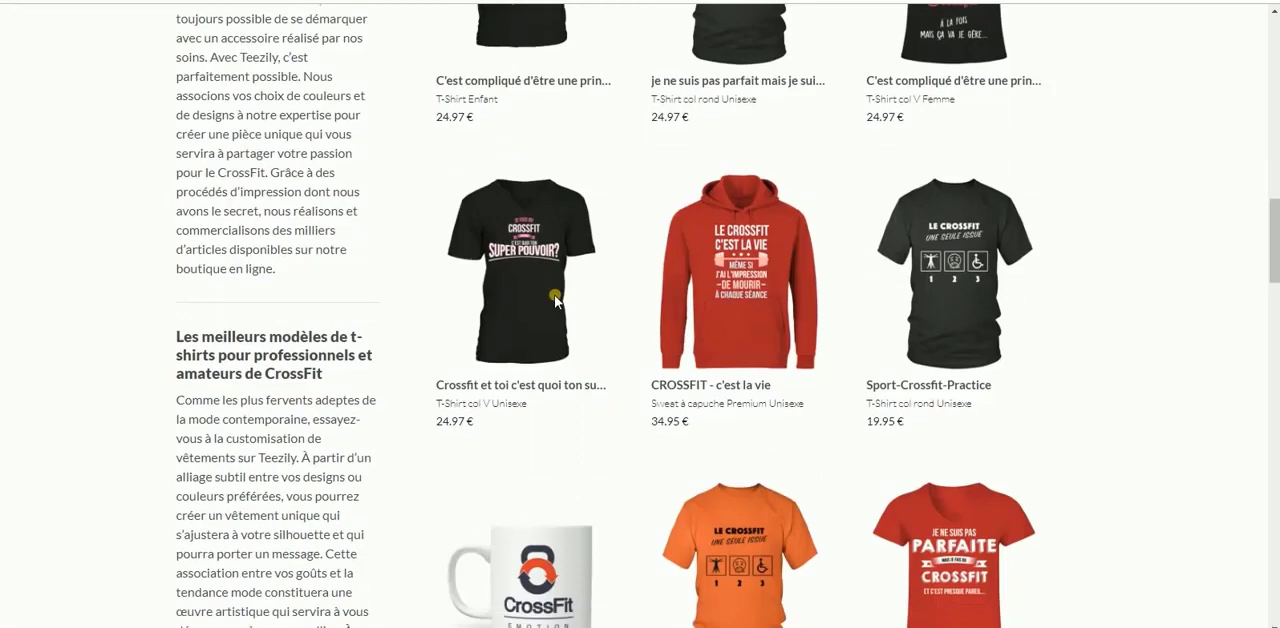 toujours possible de se démarquer
avec un accessoire réalisé par nos
soins. Avec Teezily, c’est
parfaitement possible. Nous
associons vos choix de couleurs et
de designs à notre expertise pour
créer une pièce unique qui vous
servira à partager votre passion
pour le CrossFit. Grâce à des
procédés d’impression dont nous
avons le secret, nous réalisons et
commercialisons des milliers
d’articles disponibles sur notre
boutique en ligne.
Les meilleurs modèles de t-
shirts pour professionnels et
amateurs de CrossFit
Comme les plus fervents adeptes de
la mode contemporaine, essayez-
vous à la customisation de
vêtements sur Teezily. À partir d’un
alliage subtil entre vos designs ou
couleurs préférées, vous pourrez
créer un vêtement unique qui
s’ajustera à votre silhouette et qui
pourra porter un message. Cette
association entre vos goûts et la
tendance mode constituera une
œuvre artistique qui servira à vous
À LA FOIS
MAIS ÇA VA JE GÈRE...
C'est compliqué d'être une prin...
T-Shirt Enfant
24.97 €
je ne suis pas parfait mais je sui...
T-Shirt col rond Unisexe
24.97 €
C'est compliqué d'être une prin...
T-Shirt col V Femme
24.97 €
CROSSFIT
SUPER POUVOIR?
Crossfit et toi c'est quoi ton su...
T-Shirt col V Unisexe
24.97 €
LE CROSSFIT
C'EST LA VIE
MÊME SI
J'AI L'IMPRESSION
-DE MOURIR-
À CHAQUE SÉANCE
CROSSFIT - c'est la vie
Sweat à capuche Premium Unisexe
34.95 €
LE CROSSFIT
UNE SEULE ISSUE
1 2 3
Sport-Crossfit-Practice
T-Shirt col rond Unisexe
19.95 €
CrossFit
EMOTION
LE CROSSFIT
UNE SEULE ISSUE
1 2 3
JE NE SUIS PAS
PARFAITE
MAIS JE FAIS DU
CROSSFIT
ET C'EST PRESQUE PAREIL...